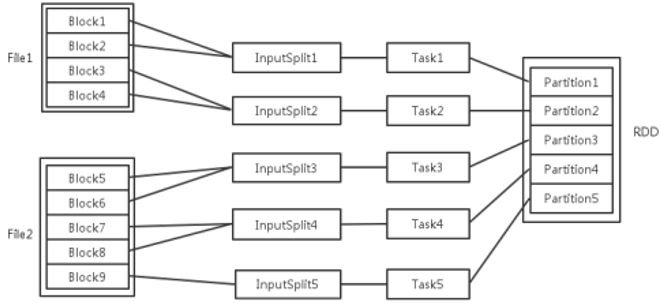 File1
Block1
Block2
Block3
Block4
File2
Block5
Block6
Block7
Block8
Block9
InputSplit1
InputSplit2
InputSplit3
InputSplit4
InputSplit5
Task1
Task2
Task3
Task4
Task5
Partition1
Partition2
Partition3
Partition4
Partition5
RDD